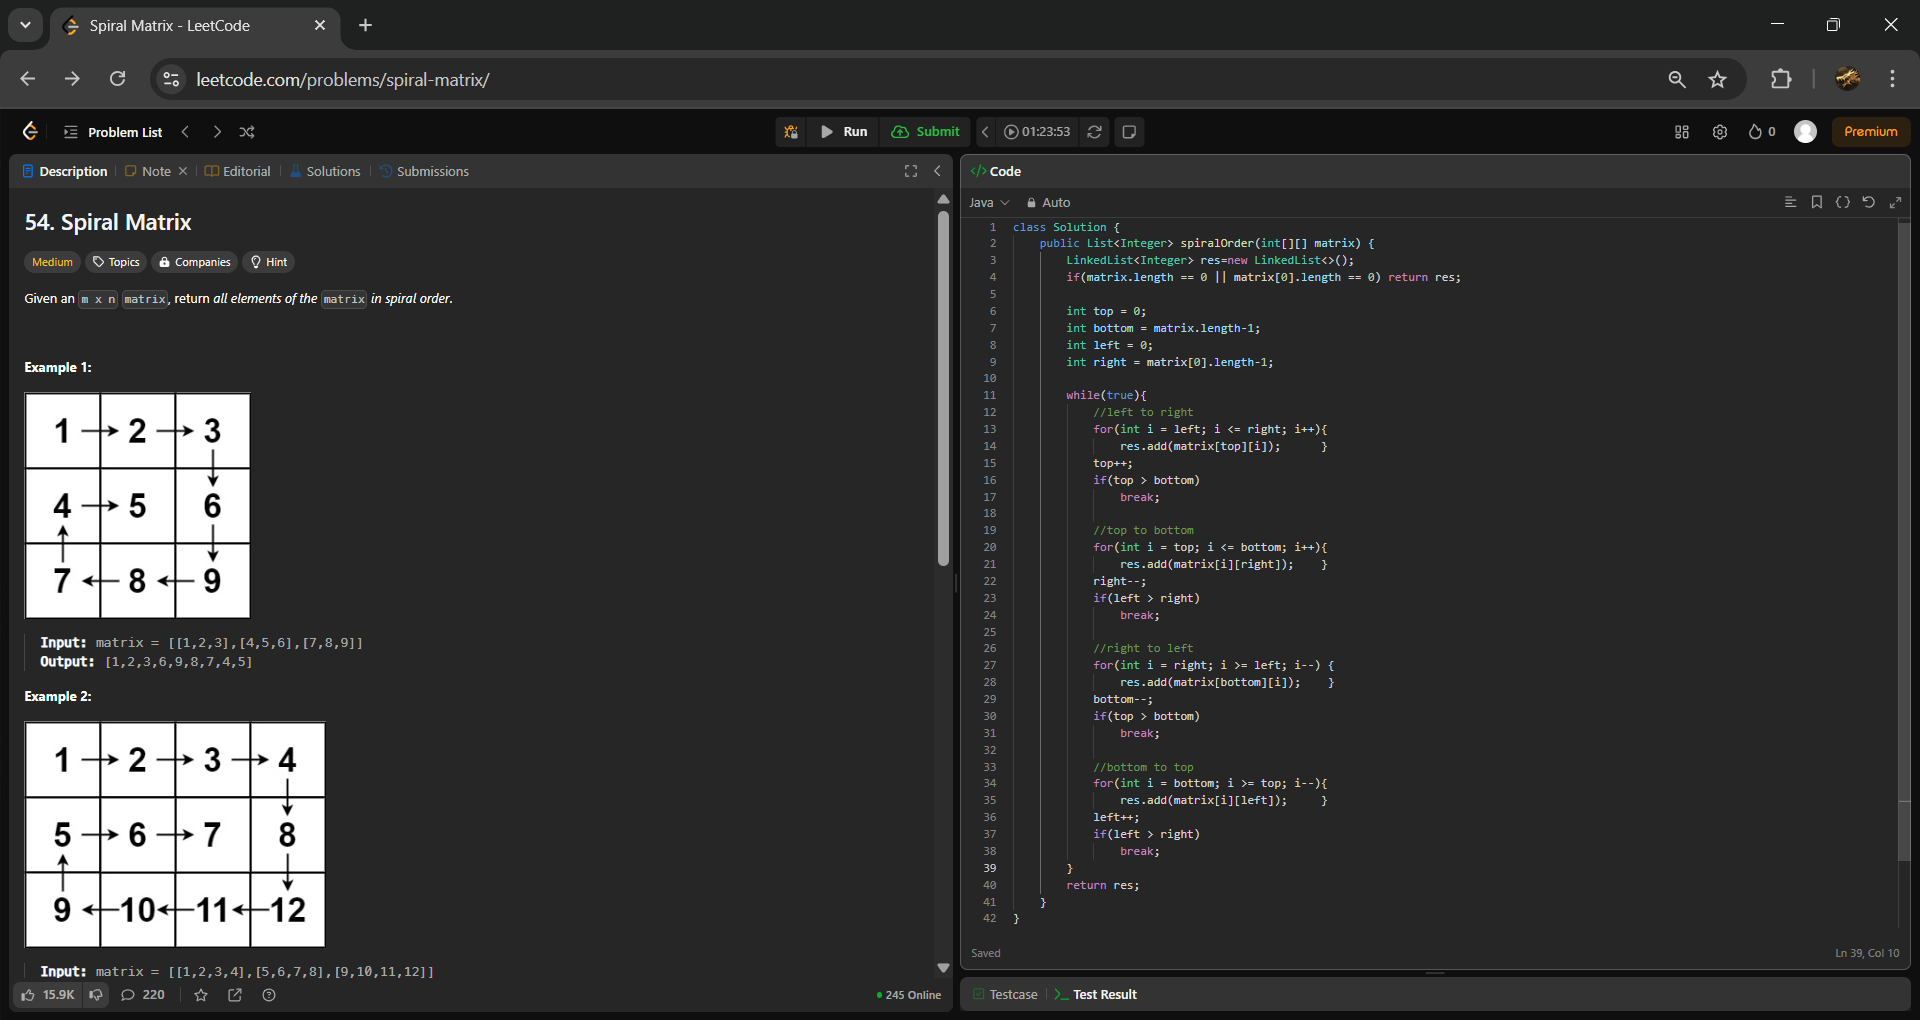 Spiral Matrix - LeetCode
leetcode.com/problems/spiral-matrix/
Problem List
Run
Submit
01:23:53
0
Premium
Description
Note
Editorial
Solutions
Submissions
54. Spiral Matrix
Medium
Topics
Companies
Hint
Given an m x n matrix, return all elements of the matrix in spiral order.
Example 1:
1 2 3
4 5 6
7 8 9
Input: matrix = [[1,2,3],[4,5,6],[7,8,9]]
Output: [1,2,3,6,9,8,7,4,5]
Example 2:
1 2 3 4
5 6 7 8
9 10 11 12
Input: matrix = [[1,2,3,4],[5,6,7,8],[9,10,11,12]]
15.9K
220
245 Online
</> Code
Java
Auto
1 class Solution {
2 public List<Integer> spiralOrder(int[][] matrix) {
3 LinkedList<Integer> res=new LinkedList<>();
4 if(matrix.length == 0 || matrix[0].length == 0) return res;
5
6 int top = 0;
7 int bottom = matrix.length-1;
8 int left = 0;
9 int right = matrix[0].length-1;
10
11 while(true){
12 //left to right
13 for(int i = left; i <= right; i++){
14 res.add(matrix[top][i]); }
15 top++;
16 if(top > bottom)
17 break;
18
19 //top to bottom
20 for(int i = top; i <= bottom; i++){
21 res.add(matrix[i][right]); }
22 right--;
23 if(left > right)
24 break;
25
26 //right to left
27 for(int i = right; i >= left; i--) {
28 res.add(matrix[bottom][i]); }
29 bottom--;
30 if(top > bottom)
31 break;
32
33 //bottom to top
34 for(int i = bottom; i >= top; i--){
35 res.add(matrix[i][left]); }
36 left++;
37 if(left > right)
38 break;
39 }
40 return res;
41 }
42 }
Saved
Ln 39, Col 10
Testcase
Test Result